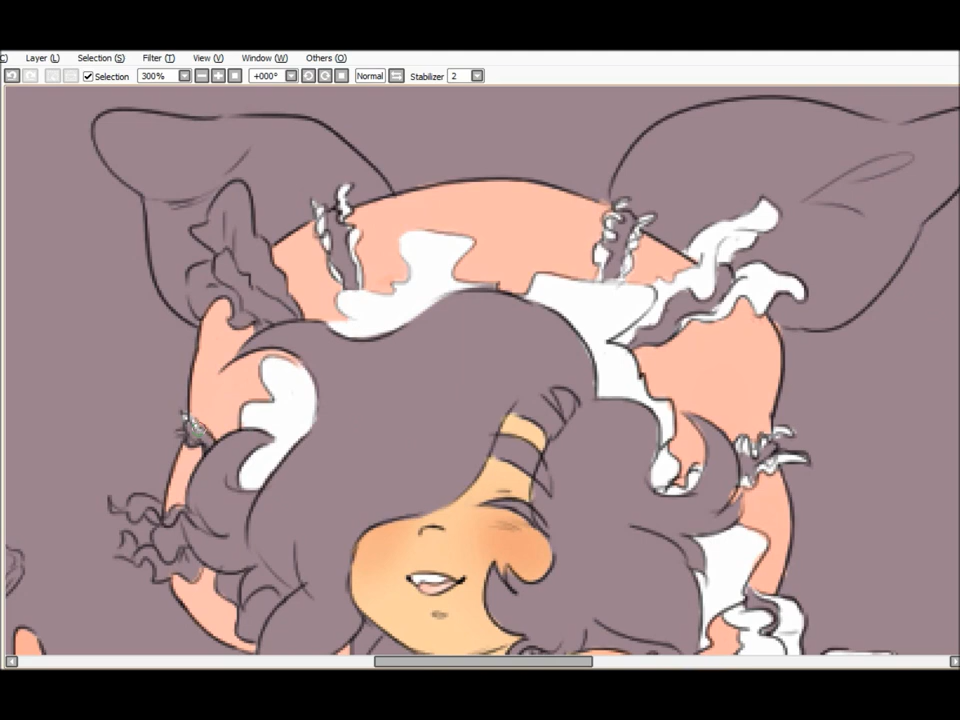 C) Layer (L) Selection (S) Filter (T) View (V) Window (W) Others (O)
Selection 300% +000° Normal Stabilizer 2